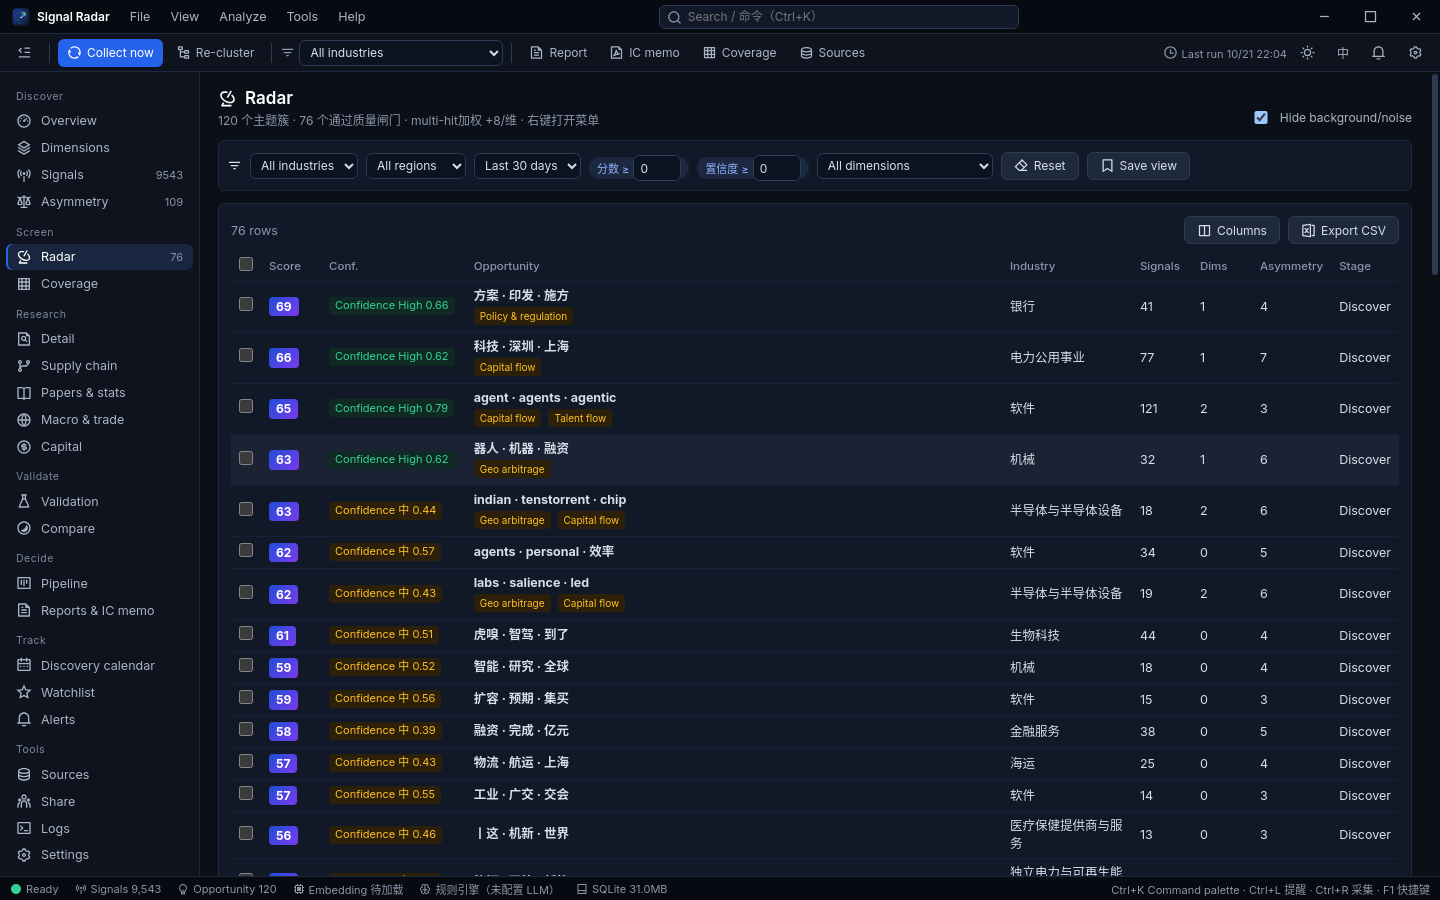 Signal Radar File View Analyze Tools Help Search / 命令（Ctrl+K）
Collect now Re-cluster All industries Report IC memo Coverage Sources Last run 10/21 22:04 中
Discover
Overview
Dimensions
Signals 9543
Asymmetry 109
Screen
Radar 76
Coverage
Research
Detail
Supply chain
Papers & stats
Macro & trade
Capital
Validate
Validation
Compare
Decide
Pipeline
Reports & IC memo
Track
Discovery calendar
Watchlist
Alerts
Tools
Sources
Share
Logs
Settings
Radar
120 个主题簇 · 76 个通过质量闸门 · multi-hit加权 +8/维 · 右键打开菜单
Hide background/noise
All industries All regions Last 30 days 分数 ≥ 0 置信度 ≥ 0 All dimensions Reset Save view
76 rows Columns Export CSV
Score Conf. Opportunity Industry Signals Dims Asymmetry Stage
69 Confidence High 0.66 方案 · 印发 · 施方 银行 41 1 4 Discover
Policy & regulation
66 Confidence High 0.62 科技 · 深圳 · 上海 电力公用事业 77 1 7 Discover
Capital flow
65 Confidence High 0.79 agent · agents · agentic 软件 121 2 3 Discover
Capital flow Talent flow
63 Confidence High 0.62 器人 · 机器 · 融资 机械 32 1 6 Discover
Geo arbitrage
63 Confidence 中 0.44 indian · tenstorrent · chip 半导体与半导体设备 18 2 6 Discover
Geo arbitrage Capital flow
62 Confidence 中 0.57 agents · personal · 效率 软件 34 0 5 Discover
62 Confidence 中 0.43 labs · salience · led 半导体与半导体设备 19 2 6 Discover
Geo arbitrage Capital flow
61 Confidence 中 0.51 虎嗅 · 智驾 · 到了 生物科技 44 0 4 Discover
59 Confidence 中 0.52 智能 · 研究 · 全球 机械 18 0 4 Discover
59 Confidence 中 0.56 扩容 · 预期 · 集买 软件 15 0 3 Discover
58 Confidence 中 0.39 融资 · 完成 · 亿元 金融服务 38 0 5 Discover
57 Confidence 中 0.43 物流 · 航运 · 上海 海运 25 0 4 Discover
57 Confidence 中 0.55 工业 · 广交 · 交会 软件 14 0 3 Discover
56 Confidence 中 0.46 丨这 · 机新 · 世界 医疗保健提供商与服务 13 0 3 Discover
独立电力与可再生能
Ready Signals 9,543 Opportunity 120 Embedding 待加载 规则引擎（未配置 LLM） SQLite 31.0MB Ctrl+K Command palette · Ctrl+L 提醒 · Ctrl+R 采集 · F1 快捷键